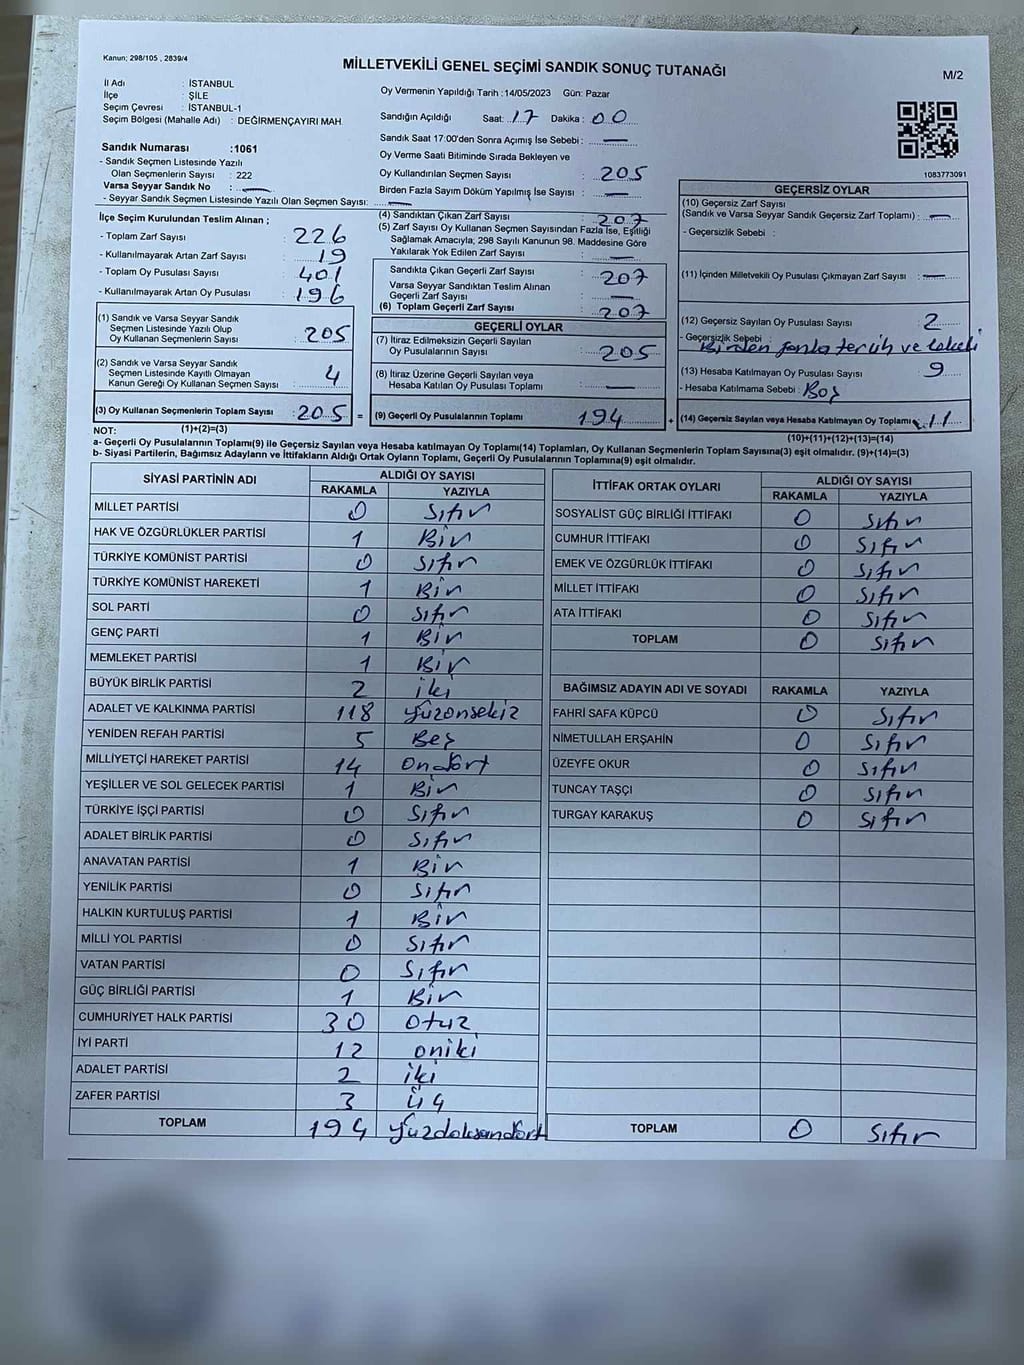 Kanun; 298/105 , 2839/4
MİLLETVEKİLİ GENEL SEÇİMİ SANDIK SONUÇ TUTANAĞI
M/2
İl Adı : İSTANBUL
İlçe : ŞİLE
Seçim Çevresi : İSTANBUL-1
Seçim Bölgesi (Mahalle Adı) : DEĞİRMENÇAYIRI MAH.
Sandık Numarası :1061
- Sandık Seçmen Listesinde Yazılı
Olan Seçmenlerin Sayısı : 222
Varsa Seyyar Sandık No : —
- Seyyar Sandık Seçmen Listesinde Yazılı Olan Seçmen Sayısı: —
Oy Vermenin Yapıldığı Tarih :14/05/2023 Gün: Pazar
Sandığın Açıldığı Saat: 17 Dakika : 00
Sandık Saat 17:00'den Sonra Açımış İse Sebebi : —
Oy Verme Saati Bitiminde Sırada Bekleyen ve
Oy Kullandırılan Seçmen Sayısı : 205
Birden Fazla Sayım Döküm Yapılmış İse Sayısı : —
1083773091
İlçe Seçim Kurulundan Teslim Alınan ;
- Toplam Zarf Sayısı : 226
- Kullanılmayarak Artan Zarf Sayısı : 19
- Toplam Oy Pusulası Sayısı : 401
- Kullanılmayarak Artan Oy Pusulası : 196
(1) Sandık ve Varsa Seyyar Sandık
Seçmen Listesinde Yazılı Olup
Oy Kullanan Seçmenlerin Sayısı : 205
(2) Sandık ve Varsa Seyyar Sandık
Seçmen Listesinde Kayıtlı Olmayan
Kanun Gereği Oy Kullanan Seçmen Sayısı : 4
(3) Oy Kullanan Seçmenlerin Toplam Sayısı : 205 =
(1)+(2)=(3)
(4) Sandıktan Çıkan Zarf Sayısı : 207
(5) Zarf Sayısı Oy Kullanan Seçmen Sayısından Fazla İse, Eşitliği
Sağlamak Amacıyla; 298 Sayılı Kanunun 98. Maddesine Göre
Yakılarak Yok Edilen Zarf Sayısı : —
Sandıkta Çıkan Geçerli Zarf Sayısı : 207
Varsa Seyyar Sandıktan Teslim Alınan
Geçerli Zarf Sayısı : —
(6) Toplam Geçerli Zarf Sayısı : 207
GEÇERLİ OYLAR
(7) İtiraz Edilmeksizin Geçerli Sayılan
Oy Pusulalarının Sayısı : 205
(8) İtiraz Üzerine Geçerli Sayılan veya
Hesaba Katılan Oy Pusulası Toplamı : —
(9) Geçerli Oy Pusulalarının Toplamı 194 +
GEÇERSİZ OYLAR
(10) Geçersiz Zarf Sayısı
(Sandık ve Varsa Seyyar Sandık Geçersiz Zarf Toplamı) : —
- Geçersizlik Sebebi :
(11) İçinden Milletvekili Oy Pusulası Çıkmayan Zarf Sayısı : —
(12) Geçersiz Sayılan Oy Pusulası Sayısı : 2
- Geçersizlik Sebebi : Birden fazla tercih ve lekeli
(13) Hesaba Katılmayan Oy Pusulası Sayısı : 9
- Hesaba Katılmama Sebebi : Boş
(14) Geçersiz Sayılan veya Hesaba Katılmayan Oy Toplamı : 11
(10)+(11)+(12)+(13)=(14)
NOT:
a- Geçerli Oy Pusulalarının Toplamı(9) ile Geçersiz Sayılan veya Hesaba katılmayan Oy Toplamı(14) Toplamları, Oy Kullanan Seçmenlerin Toplam Sayısına(3) eşit olmalıdır. (9)+(14)=(3)
b- Siyasi Partilerin, Bağımsız Adayların ve İttifakların Aldığı Ortak Oyların Toplamı, Geçerli Oy Pusulalarının Toplamına(9) eşit olmalıdır.
SİYASİ PARTİNİN ADI ALDIĞI OY SAYISI
RAKAMLA YAZIYLA
MİLLET PARTİSİ 0 Sıfır
HAK VE ÖZGÜRLÜKLER PARTİSİ 1 Bir
TÜRKİYE KOMÜNİST PARTİSİ 0 Sıfır
TÜRKİYE KOMÜNİST HAREKETİ 1 Bir
SOL PARTİ 0 Sıfır
GENÇ PARTİ 1 Bir
MEMLEKET PARTİSİ 1 Bir
BÜYÜK BİRLİK PARTİSİ 2 iki
ADALET VE KALKINMA PARTİSİ 118 yüzonsekiz
YENİDEN REFAH PARTİSİ 5 Beş
MİLLİYETÇİ HAREKET PARTİSİ 14 Ondört
YEŞİLLER VE SOL GELECEK PARTİSİ 1 Bir
TÜRKİYE İŞÇİ PARTİSİ 0 Sıfır
ADALET BİRLİK PARTİSİ 0 Sıfır
ANAVATAN PARTİSİ 1 Bir
YENİLİK PARTİSİ 0 Sıfır
HALKIN KURTULUŞ PARTİSİ 1 Bir
MİLLİ YOL PARTİSİ 0 Sıfır
VATAN PARTİSİ 0 Sıfır
GÜÇ BİRLİĞİ PARTİSİ 1 Bir
CUMHURİYET HALK PARTİSİ 30 otuz
İYİ PARTİ 12 oniki
ADALET PARTİSİ 2 iki
ZAFER PARTİSİ 3 üç
TOPLAM 194 yüzdoksandört
İTTİFAK ORTAK OYLARI ALDIĞI OY SAYISI
RAKAMLA YAZIYLA
SOSYALİST GÜÇ BİRLİĞİ İTTİFAKI 0 Sıfır
CUMHUR İTTİFAKI 0 Sıfır
EMEK VE ÖZGÜRLÜK İTTİFAKI 0 Sıfır
MİLLET İTTİFAKI 0 Sıfır
ATA İTTİFAKI 0 Sıfır
TOPLAM 0 Sıfır
BAĞIMSIZ ADAYIN ADI VE SOYADI RAKAMLA YAZIYLA
FAHRİ SAFA KÜPCÜ 0 Sıfır
NİMETULLAH ERŞAHİN 0 Sıfır
ÜZEYFE OKUR 0 Sıfır
TUNCAY TAŞÇI 0 Sıfır
TURGAY KARAKUŞ 0 Sıfır
TOPLAM 0 Sıfır